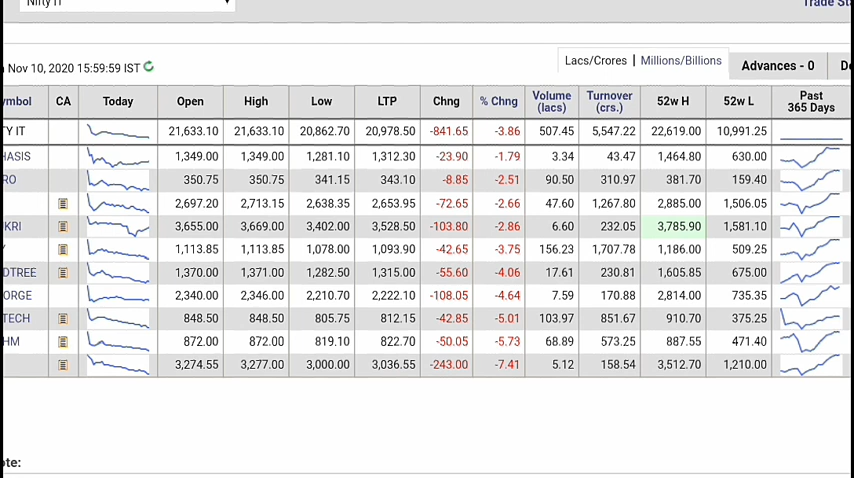 Nifty IT
Trade Sta
Nov 10, 2020 15:59:59 IST
Lacs/Crores | Millions/Billions
Advances - 0
De
ymbol CA Today Open High Low LTP Chng % Chng Volume (lacs) Turnover (crs.) 52w H 52w L Past 365 Days
TY IT 21,633.10 21,633.10 20,862.70 20,978.50 -841.65 -3.86 507.45 5,547.22 22,619.00 10,991.25
HASIS 1,349.00 1,349.00 1,281.10 1,312.30 -23.90 -1.79 3.34 43.47 1,464.80 630.00
RO 350.75 350.75 341.15 343.10 -8.85 -2.51 90.50 310.97 381.70 159.40
2,697.20 2,713.15 2,638.35 2,653.95 -72.65 -2.66 47.60 1,267.80 2,885.00 1,506.05
UKRI 3,655.00 3,669.00 3,402.00 3,528.50 -103.80 -2.86 6.60 232.05 3,785.90 1,581.10
Y 1,113.85 1,113.85 1,078.00 1,093.90 -42.65 -3.75 156.23 1,707.78 1,186.00 509.25
DTREE 1,370.00 1,371.00 1,282.50 1,315.00 -55.60 -4.06 17.61 230.81 1,605.85 675.00
ORGE 2,340.00 2,346.00 2,210.70 2,222.10 -108.05 -4.64 7.59 170.88 2,814.00 735.35
TECH 848.50 848.50 805.75 812.15 -42.85 -5.01 103.97 851.67 910.70 375.25
HM 872.00 872.00 819.10 822.70 -50.05 -5.73 68.89 573.25 887.55 471.40
3,274.55 3,277.00 3,000.00 3,036.55 -243.00 -7.41 5.12 158.54 3,512.70 1,210.00
ote: